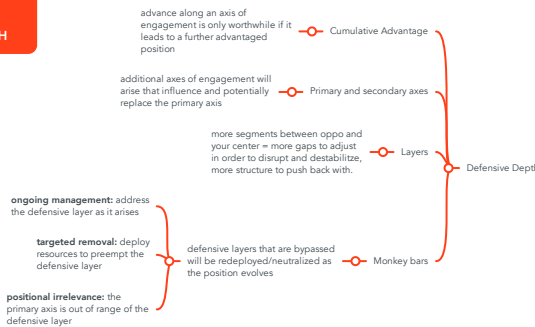 H
advance along an axis of
engagement is only worthwhile if it
leads to a further advantaged
position
Cumulative Advantage
additional axes of engagement will
arise that influence and potentially
replace the primary axis
Primary and secondary axes
more segments between oppo and
your center = more gaps to adjust
in order to disrupt and destabilitze,
more structure to push back with.
Layers
Defensive Depth
ongoing management: address
the defensive layer as it arises
targeted removal: deploy
resources to preempt the
defensive layer
positional irrelevance: the
primary axis is out of range of the
defensive layer
defensive layers that are bypassed
will be redeployed/neutralized as
the position evolves
Monkey bars